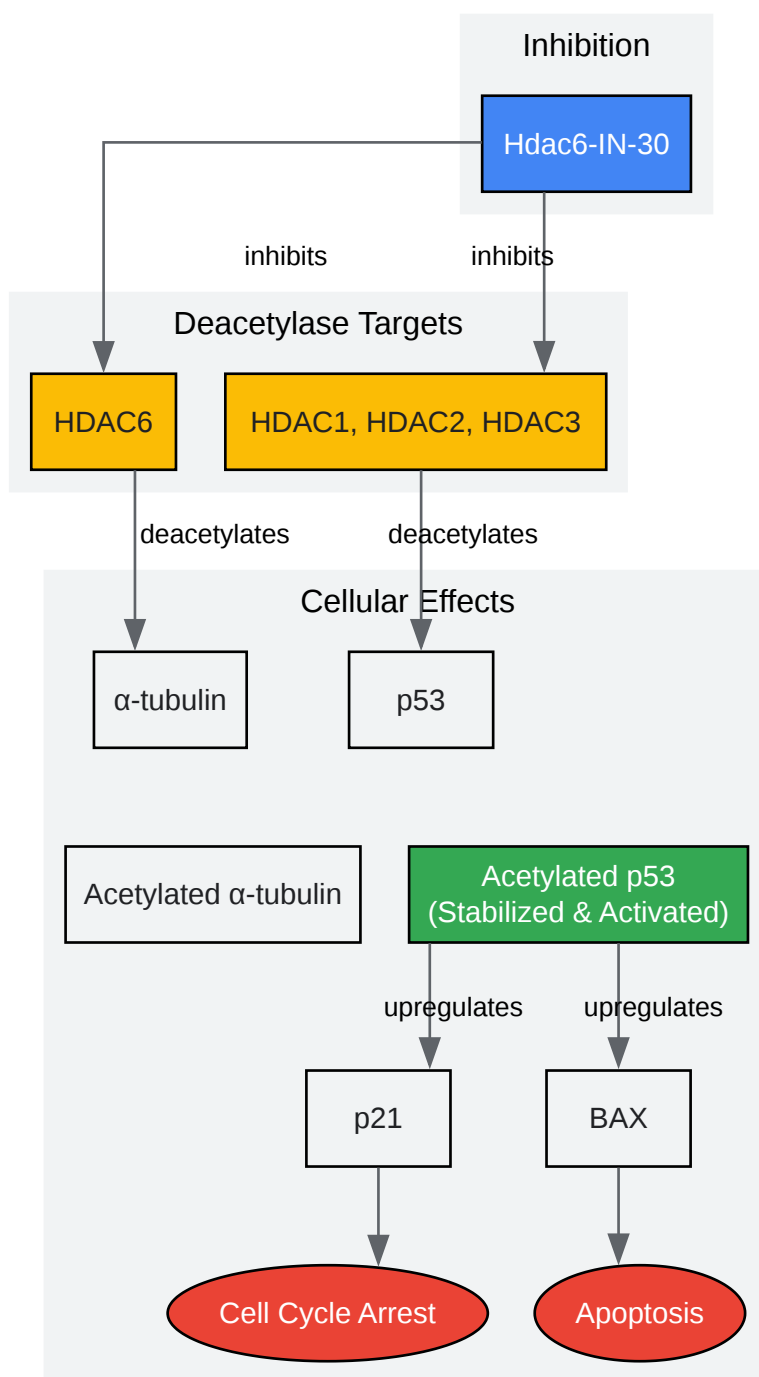 Inhibition
Hdac6-IN-30
inhibits
inhibits
Deacetylase Targets
HDAC6
HDAC1, HDAC2, HDAC3
deacetylates
deacetylates
Cellular Effects
α-tubulin
p53
Acetylated α-tubulin
Acetylated p53
(Stabilized & Activated)
upregulates
upregulates
p21
BAX
Cell Cycle Arrest
Apoptosis